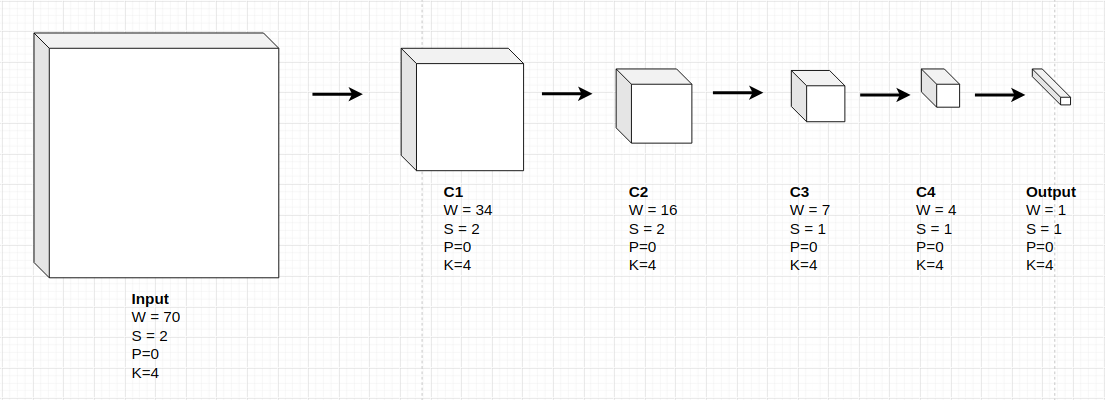 Input
W = 70
S = 2
P=0
K=4
C1
W = 34
S = 2
P=0
K=4
C2
W = 16
S = 2
P=0
K=4
C3
W = 7
S = 1
P=0
K=4
C4
W = 4
S = 1
P=0
K=4
Output
W = 1
S = 1
P=0
K=4